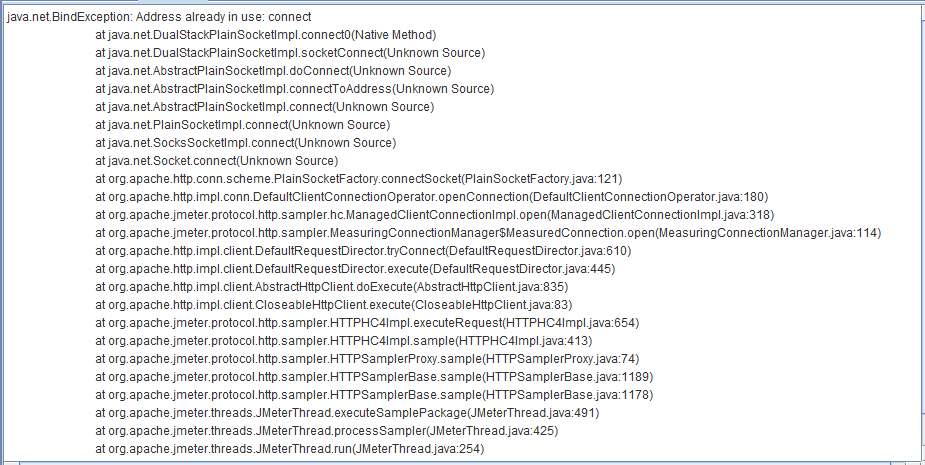 java.net.BindException: Address already in use: connect
at java.net.DualStackPlainSocketImpl.connect0(Native Method)
at java.net.DualStackPlainSocketImpl.socketConnect(Unknown Source)
at java.net.AbstractPlainSocketImpl.doConnect(Unknown Source)
at java.net.AbstractPlainSocketImpl.connectToAddress(Unknown Source)
at java.net.AbstractPlainSocketImpl.connect(Unknown Source)
at java.net.PlainSocketImpl.connect(Unknown Source)
at java.net.SocksSocketImpl.connect(Unknown Source)
at java.net.Socket.connect(Unknown Source)
at org.apache.http.conn.scheme.PlainSocketFactory.connectSocket(PlainSocketFactory.java:121)
at org.apache.http.impl.conn.DefaultClientConnectionOperator.openConnection(DefaultClientConnectionOperator.java:180)
at org.apache.jmeter.protocol.http.sampler.hc.ManagedClientConnectionImpl.open(ManagedClientConnectionImpl.java:318)
at org.apache.jmeter.protocol.http.sampler.MeasuringConnectionManager$MeasuredConnection.open(MeasuringConnectionManager.java:114)
at org.apache.http.impl.client.DefaultRequestDirector.tryConnect(DefaultRequestDirector.java:610)
at org.apache.http.impl.client.DefaultRequestDirector.execute(DefaultRequestDirector.java:445)
at org.apache.http.impl.client.AbstractHttpClient.doExecute(AbstractHttpClient.java:835)
at org.apache.http.impl.client.CloseableHttpClient.execute(CloseableHttpClient.java:83)
at org.apache.jmeter.protocol.http.sampler.HTTPHC4Impl.executeRequest(HTTPHC4Impl.java:654)
at org.apache.jmeter.protocol.http.sampler.HTTPHC4Impl.sample(HTTPHC4Impl.java:413)
at org.apache.jmeter.protocol.http.sampler.HTTPSamplerProxy.sample(HTTPSamplerProxy.java:74)
at org.apache.jmeter.protocol.http.sampler.HTTPSamplerBase.sample(HTTPSamplerBase.java:1189)
at org.apache.jmeter.protocol.http.sampler.HTTPSamplerBase.sample(HTTPSamplerBase.java:1178)
at org.apache.jmeter.threads.JMeterThread.executeSamplePackage(JMeterThread.java:491)
at org.apache.jmeter.threads.JMeterThread.processSampler(JMeterThread.java:425)
at org.apache.jmeter.threads.JMeterThread.run(JMeterThread.java:254)